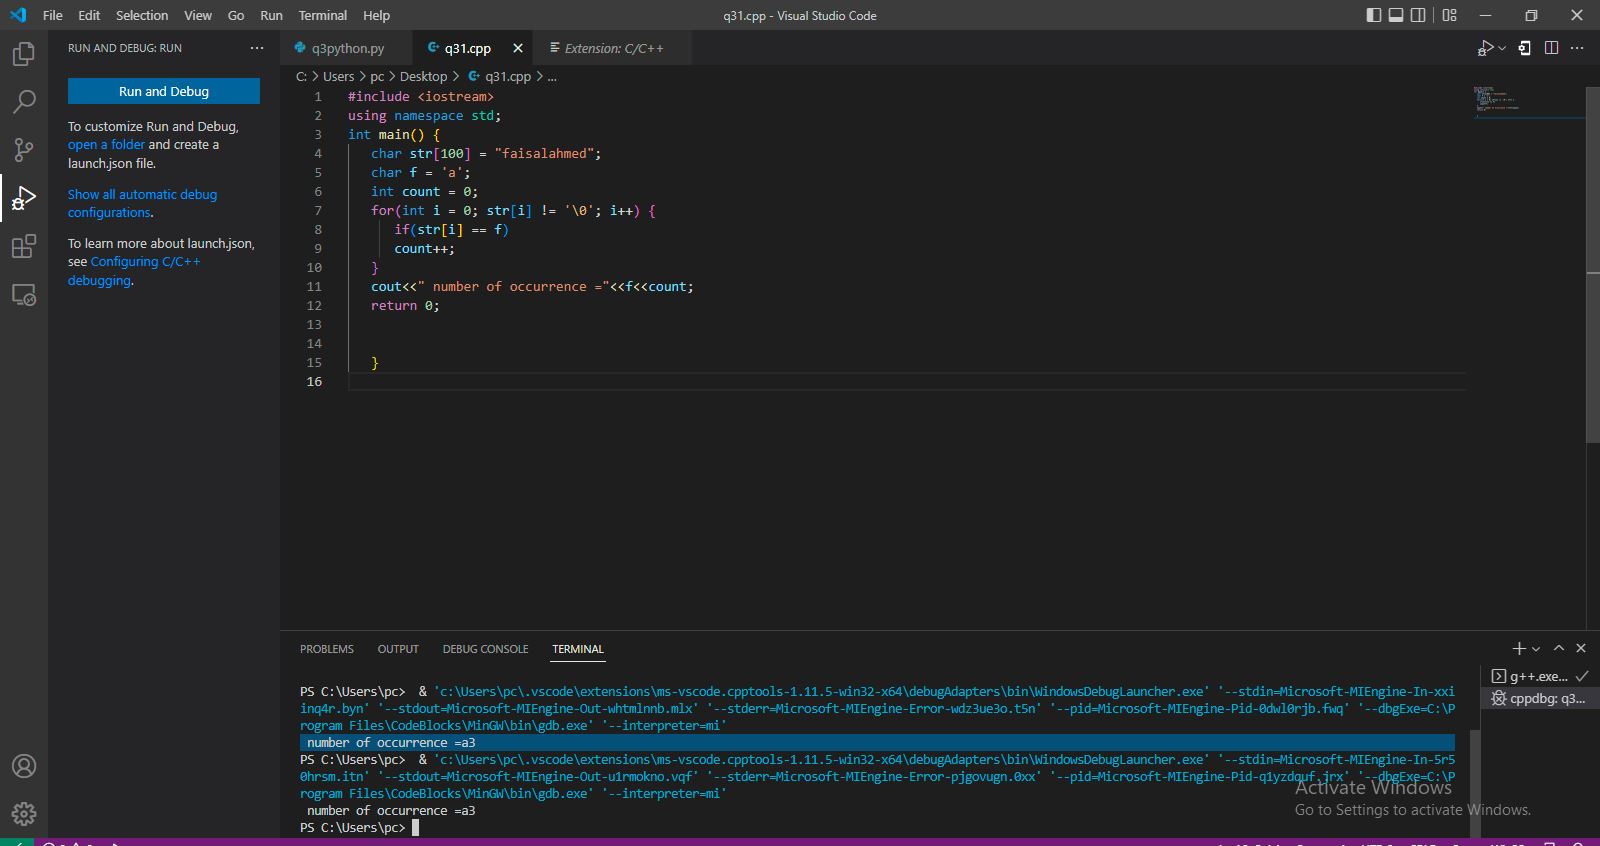 File Edit Selection View Go Run Terminal Help
q31.cpp - Visual Studio Code
RUN AND DEBUG: RUN
Run and Debug
To customize Run and Debug,
open a folder and create a
launch.json file.
Show all automatic debug
configurations.
To learn more about launch.json,
see Configuring C/C++
debugging.
q3python.py
q31.cpp
Extension: C/C++
C: > Users > pc > Desktop > q31.cpp > ...
1 #include <iostream>
2 using namespace std;
3 int main() {
4 char str[100] = "faisalahmed";
5 char f = 'a';
6 int count = 0;
7 for(int i = 0; str[i] != '\0'; i++) {
8 if(str[i] == f)
9 count++;
10 }
11 cout<<" number of occurrence ="<<f<<count;
12 return 0;
13
14
15 }
16
PROBLEMS OUTPUT DEBUG CONSOLE TERMINAL
PS C:\Users\pc>  & 'c:\Users\pc\.vscode\extensions\ms-vscode.cpptools-1.11.5-win32-x64\debugAdapters\bin\WindowsDebugLauncher.exe' '--stdin=Microsoft-MIEngine-In-xxi
inq4r.byn' '--stdout=Microsoft-MIEngine-Out-whtmlnnb.mlx' '--stderr=Microsoft-MIEngine-Error-wdz3ue3o.t5n' '--pid=Microsoft-MIEngine-Pid-0dwl0rjb.fwq' '--dbgExe=C:\P
rogram Files\CodeBlocks\MinGW\bin\gdb.exe' '--interpreter=mi'
number of occurrence =a3
PS C:\Users\pc>  & 'c:\Users\pc\.vscode\extensions\ms-vscode.cpptools-1.11.5-win32-x64\debugAdapters\bin\WindowsDebugLauncher.exe' '--stdin=Microsoft-MIEngine-In-5r5
0hrsm.itn' '--stdout=Microsoft-MIEngine-Out-u1rmokno.vqf' '--stderr=Microsoft-MIEngine-Error-pjgovugn.0xx' '--pid=Microsoft-MIEngine-Pid-q1yzdquf.jrx' '--dbgExe=C:\P
rogram Files\CodeBlocks\MinGW\bin\gdb.exe' '--interpreter=mi'
number of occurrence =a3
PS C:\Users\pc>
g++.exe...
cppdbg: q3...
Activate Windows
Go to Settings to activate Windows.